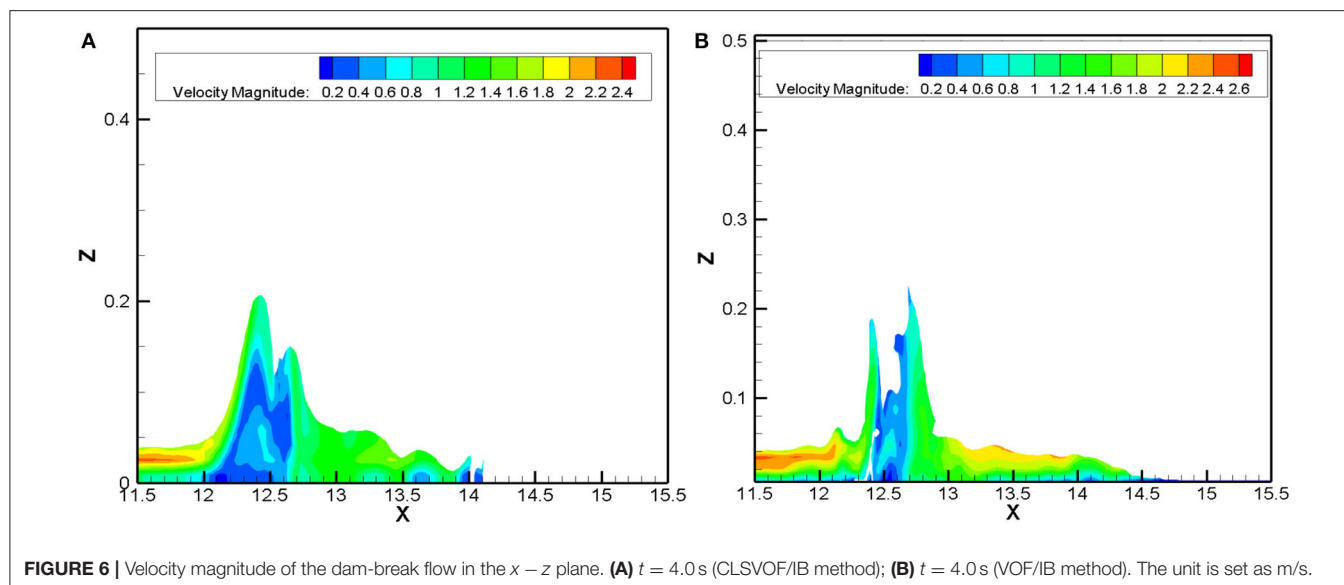 A
Velocity Magnitude: 0.2 0.4 0.6 0.8 1 1.2 1.4 1.6 1.8 2 2.2 2.4
0.4
Z
0.2
0
11.5 12 12.5 13 13.5 14 14.5 15 15.5
X
B
0.5
Velocity Magnitude: 0.2 0.4 0.6 0.8 1 1.2 1.4 1.6 1.8 2 2.2 2.4 2.6
0.4
0.3
Z
0.2
0.1
11.5 12 12.5 13 13.5 14 14.5 15 15.5
X
FIGURE 6 | Velocity magnitude of the dam-break flow in the x − z plane. (A) t = 4.0 s (CLSVOF/IB method); (B) t = 4.0 s (VOF/IB method). The unit is set as m/s.